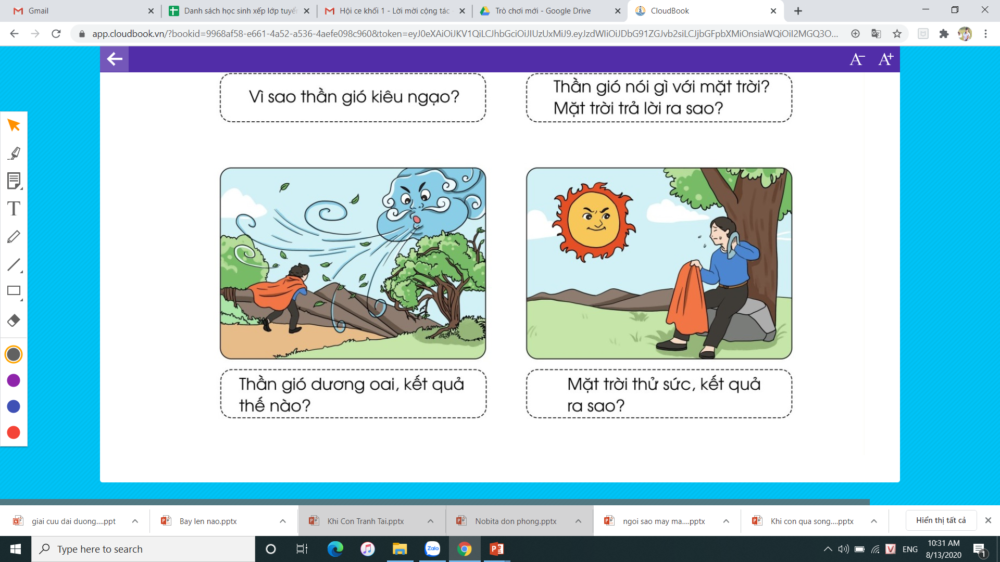 Gmail
Danh sách học sinh xếp lớp tuyể
Hội ce khối 1 - Lời mời cộng tác
Trò chơi mới - Google Drive
CloudBook
app.cloudbook.vn/?bookid=9968af58-e661-4a52-a536-4aefe098c960&token=eyJ0eXAiOiJKV1QiLCJhbGciOiJIUzUxMiJ9.eyJzdWIiOiJDbG91ZGJvb2siLCJjbGFpbXMiOnsiaWQiOiI2MGQ3O...
A- A+
Vì sao thần gió kiêu ngạo?
Thần gió nói gì với mặt trời?
Mặt trời trả lời ra sao?
T
Thần gió dương oai, kết quả
thế nào?
Mặt trời thử sức, kết quả
ra sao?
giai cuu dai duong....ppt
Bay len nao.pptx
Khi Con Tranh Tai.pptx
Nobita don phong.pptx
ngoi sao may ma....pptx
Khi con qua song....pptx
Hiển thị tất cả
Type here to search
Zalo
ENG
10:31 AM
8/13/2020
1